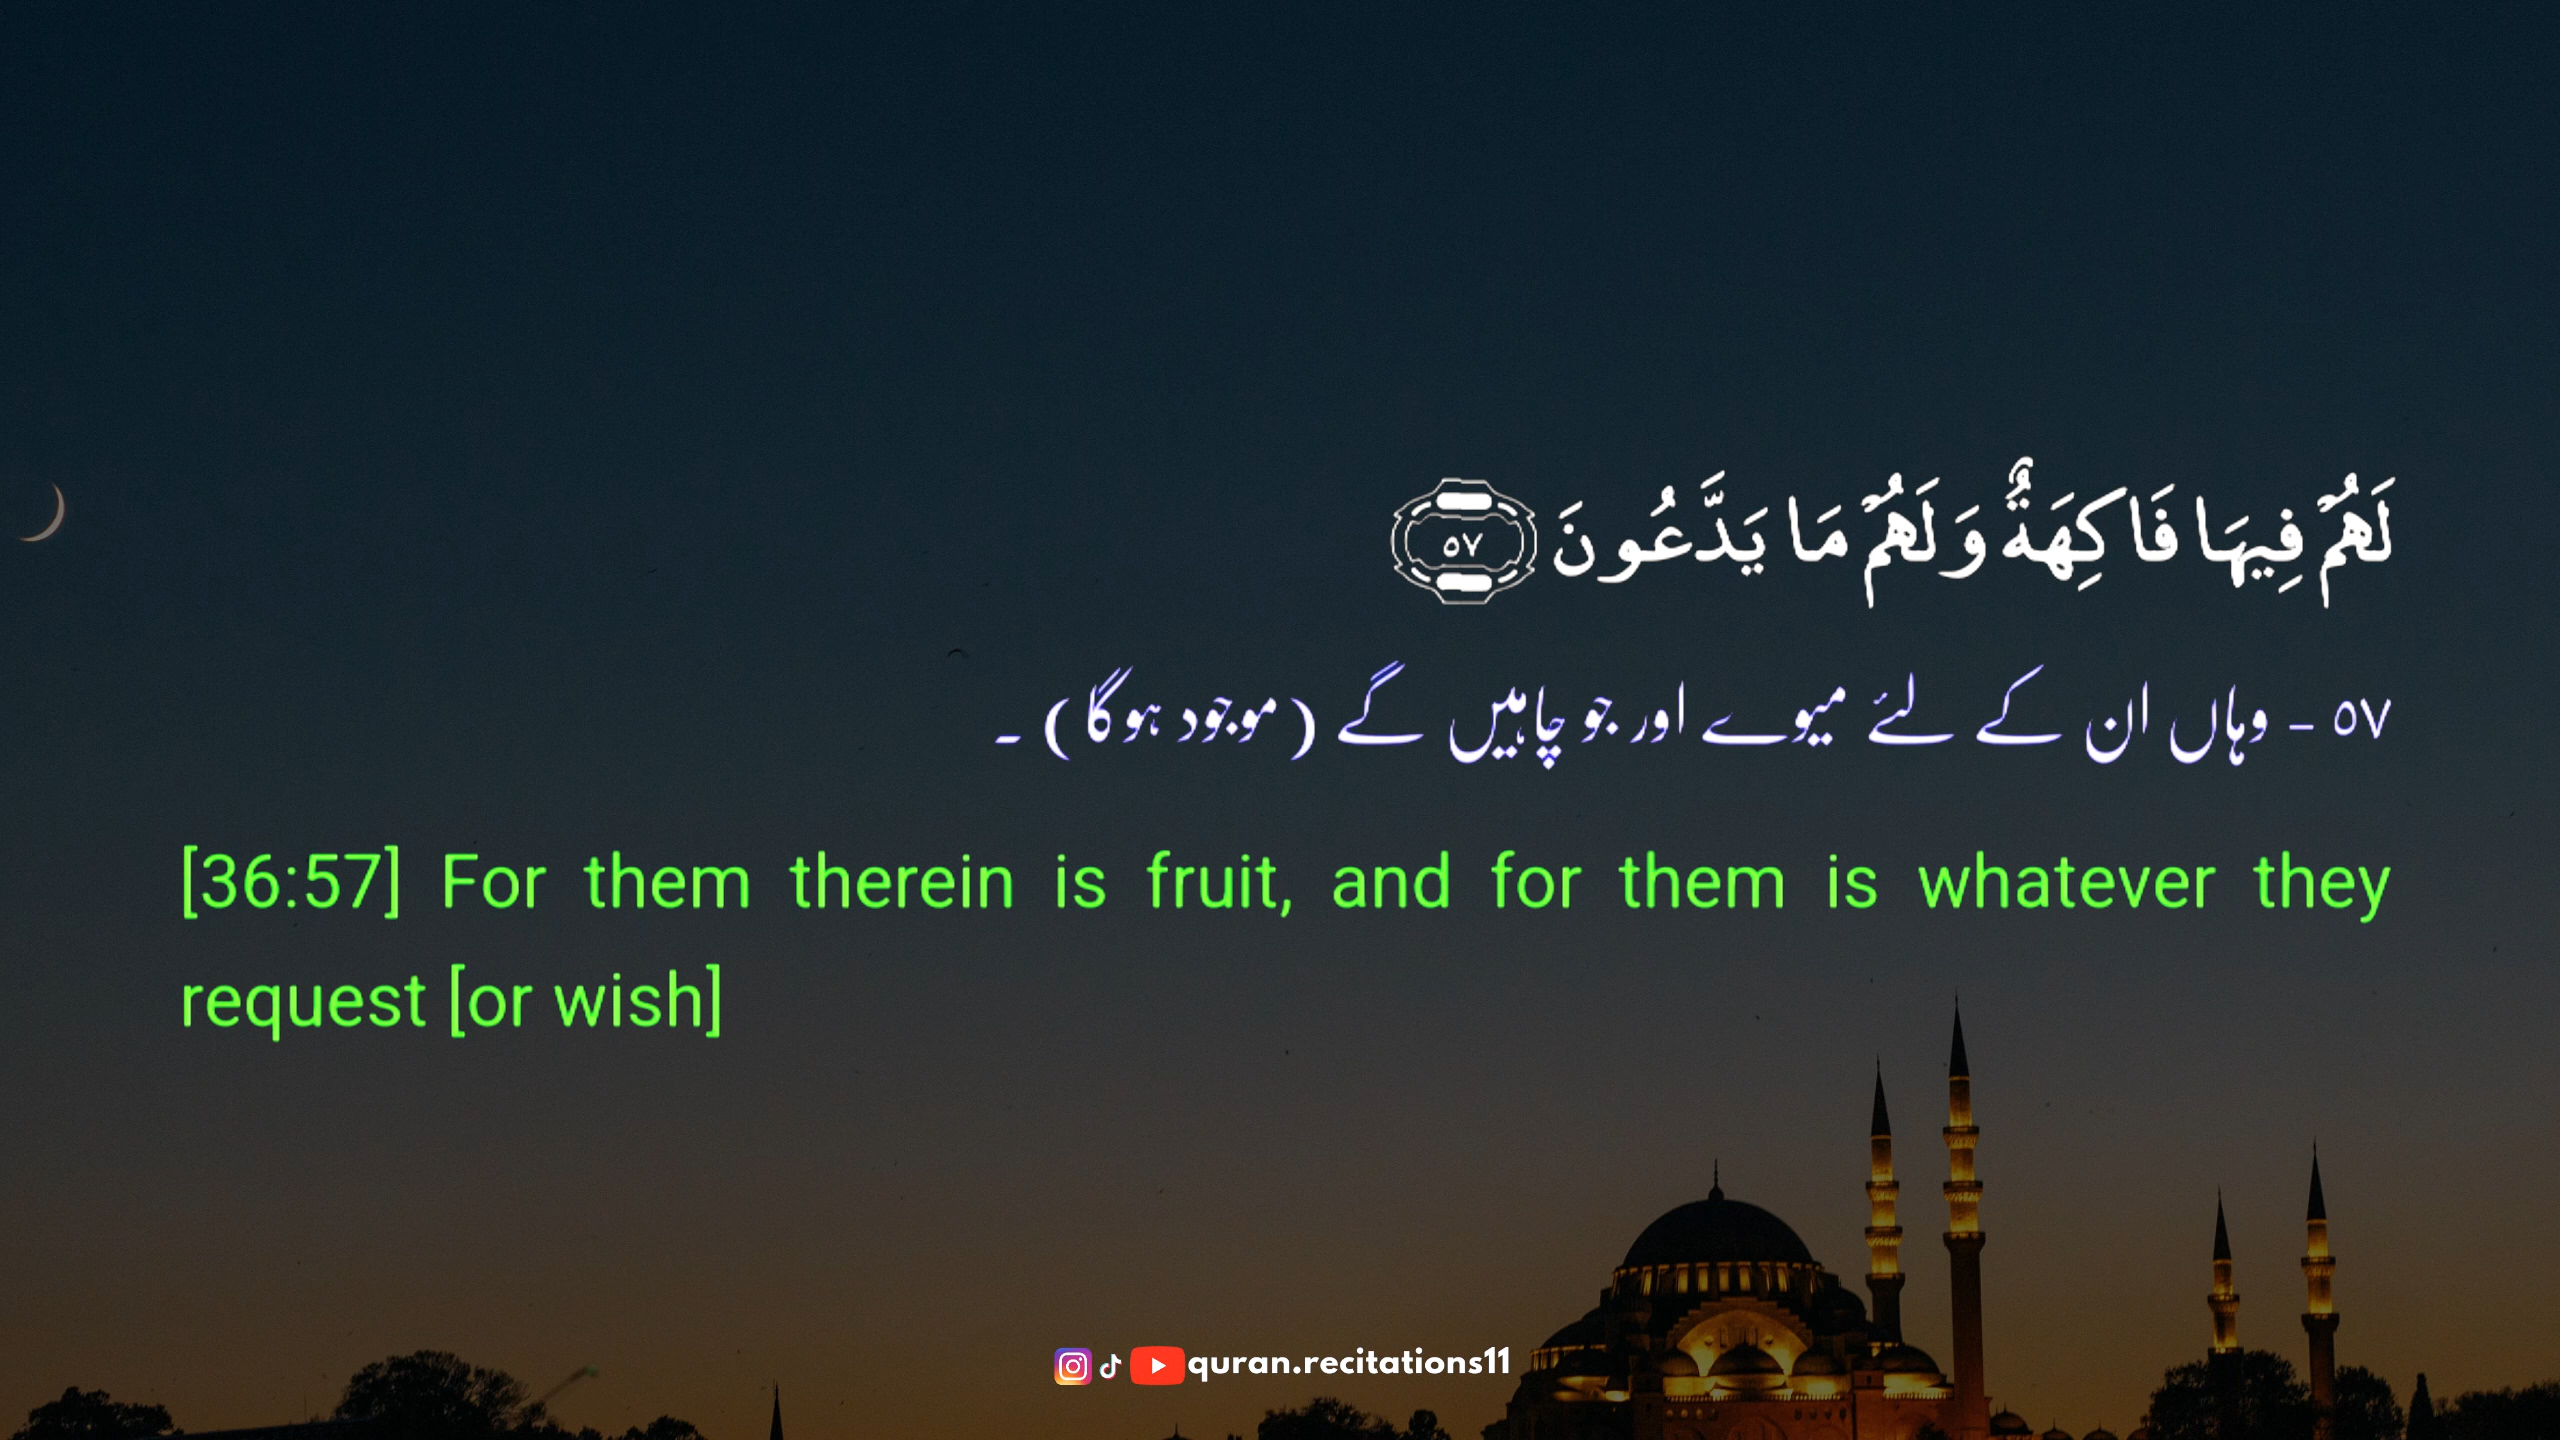 لَهُمْ فِيهَا فَاكِهَةٌ وَلَهُمْ مَا يَدَّعُونَ ٥٧
٥٧ - وہاں ان کے لئے میوے اور جو چاہیں گے (موجود ہوگا) ۔
[36:57] For them therein is fruit, and for them is whatever they
request [or wish]
quran.recitations11